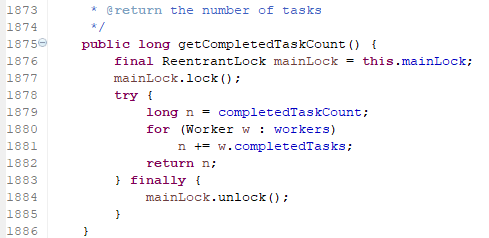 1873      * @return the number of tasks
1874      */
1875     public long getCompletedTaskCount() {
1876         final ReentrantLock mainLock = this.mainLock;
1877         mainLock.lock();
1878         try {
1879             long n = completedTaskCount;
1880             for (Worker w : workers)
1881                 n += w.completedTasks;
1882             return n;
1883         } finally {
1884             mainLock.unlock();
1885         }
1886     }